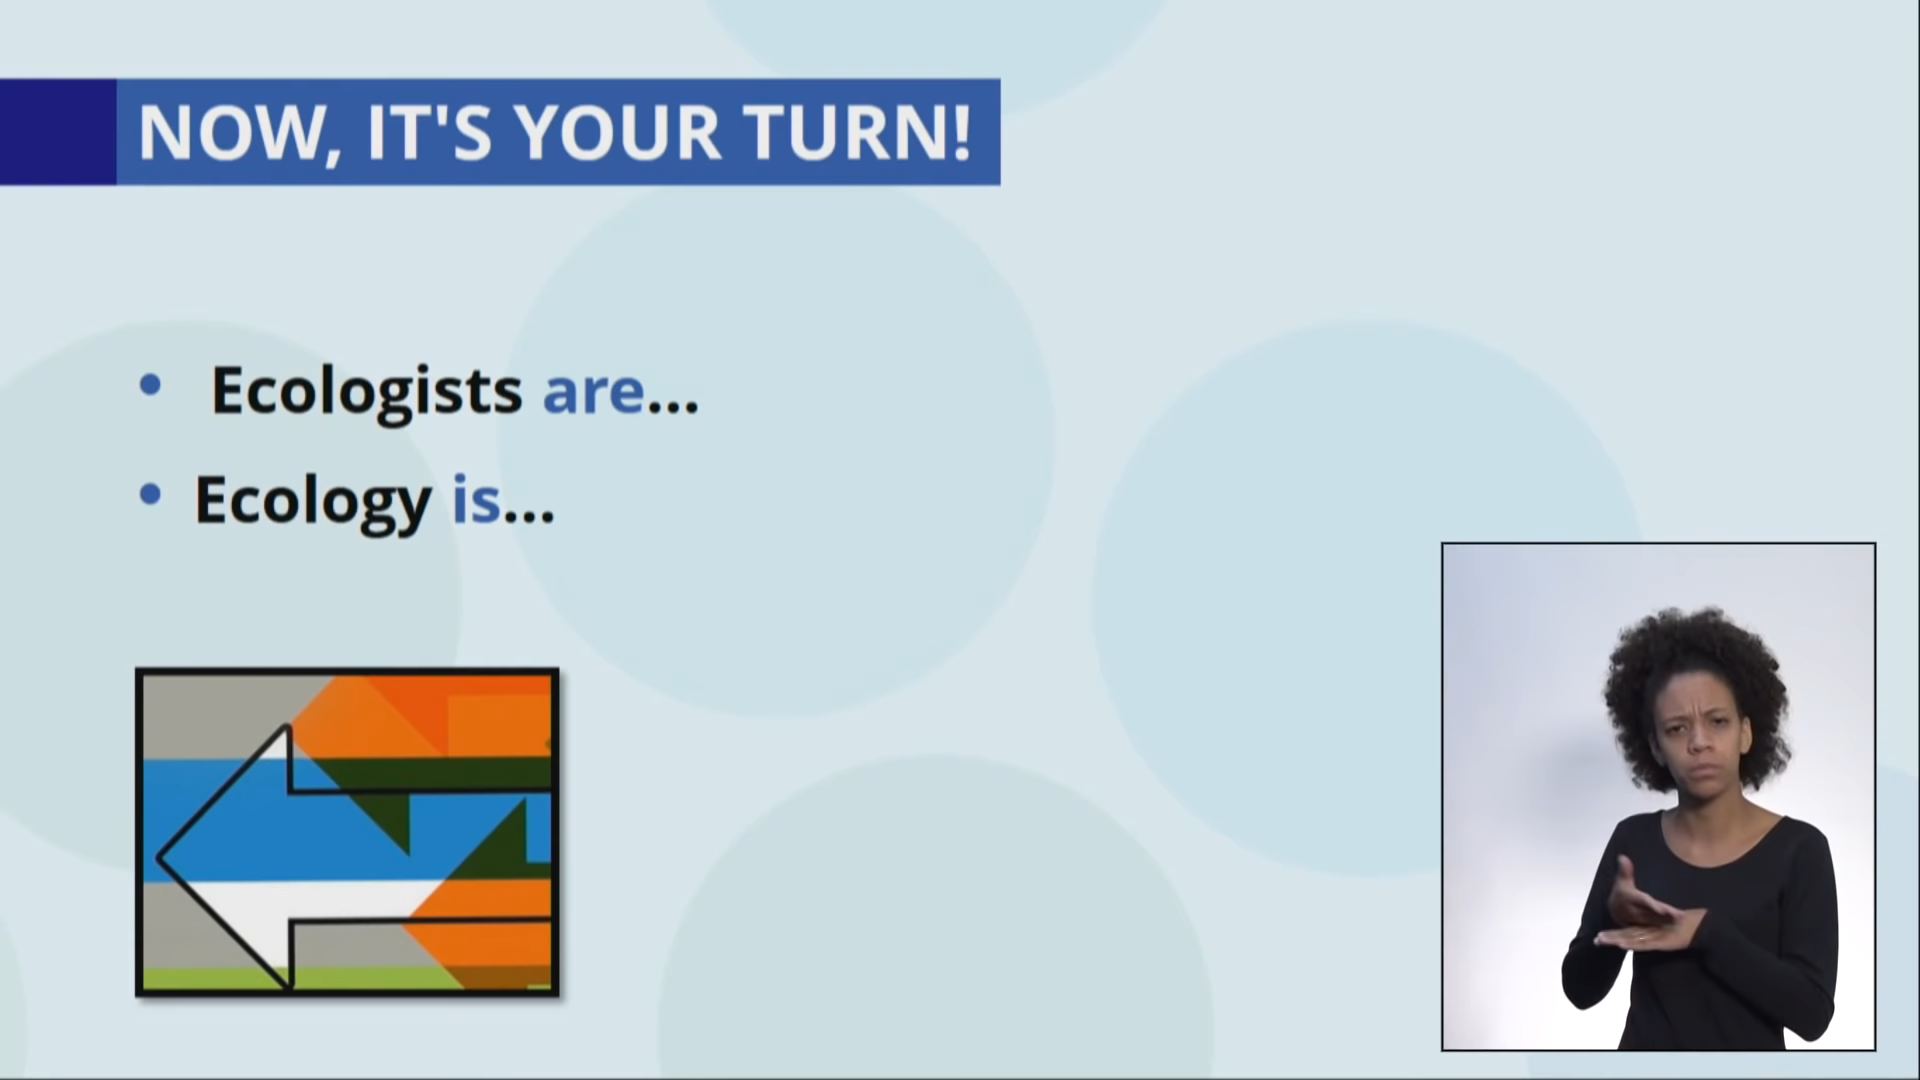 NOW, IT'S YOUR TURN!
• Ecologists are...
• Ecology is...